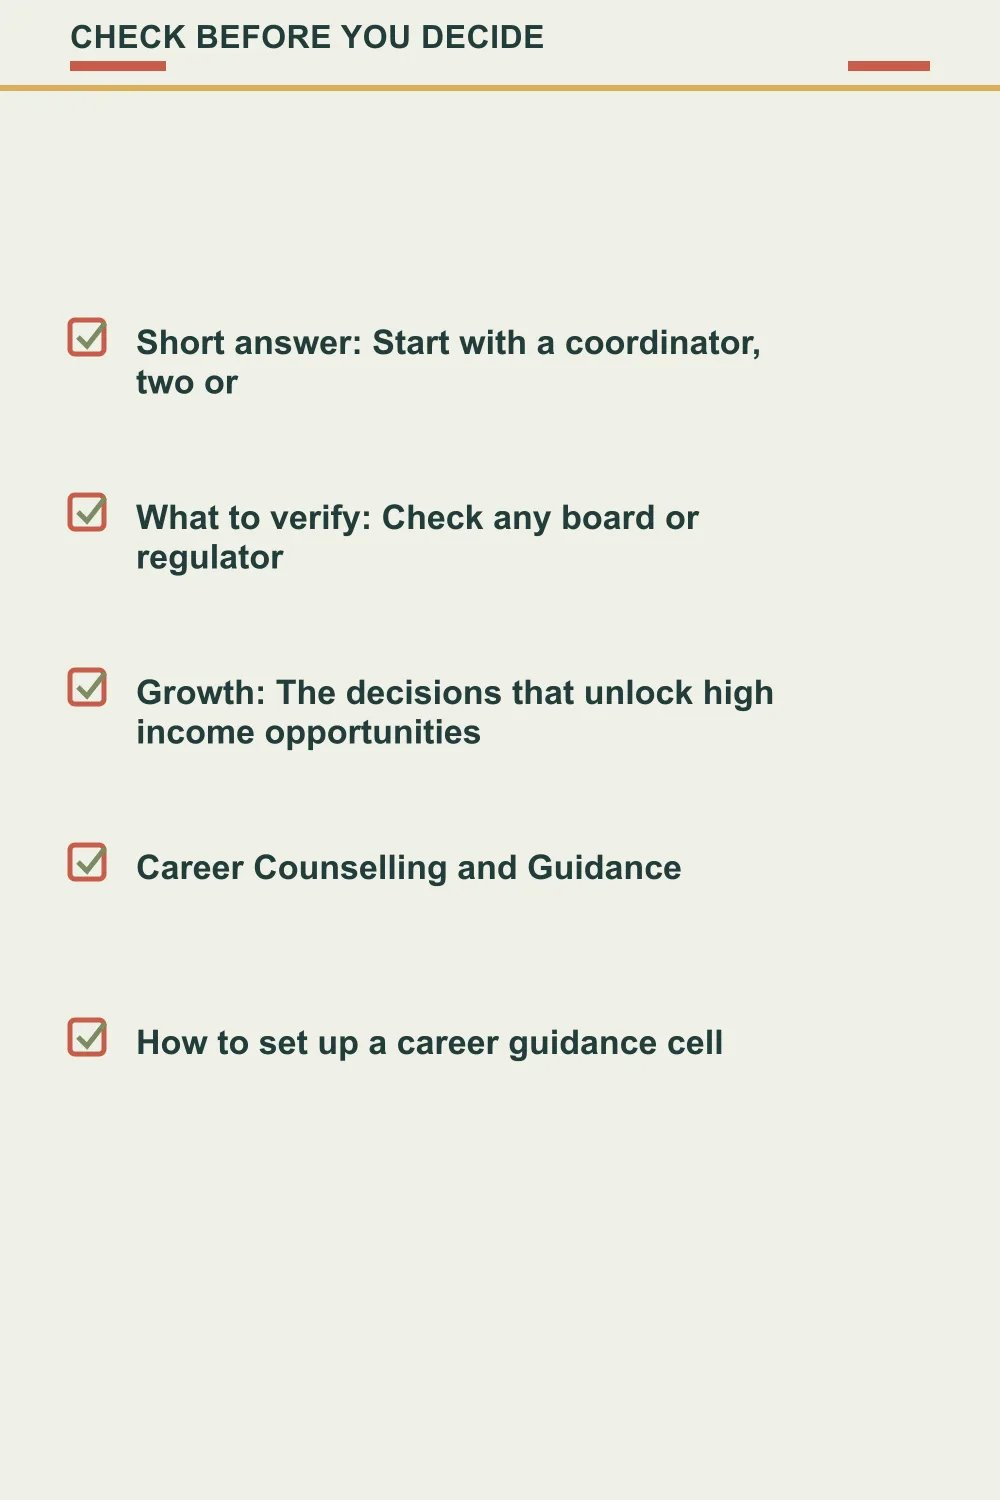 CHECK BEFORE YOU DECIDE
Short answer: Start with a coordinator,
two or
What to verify: Check any board or
regulator
Growth: The decisions that unlock high
income opportunities
Career Counselling and Guidance
How to set up a career guidance cell